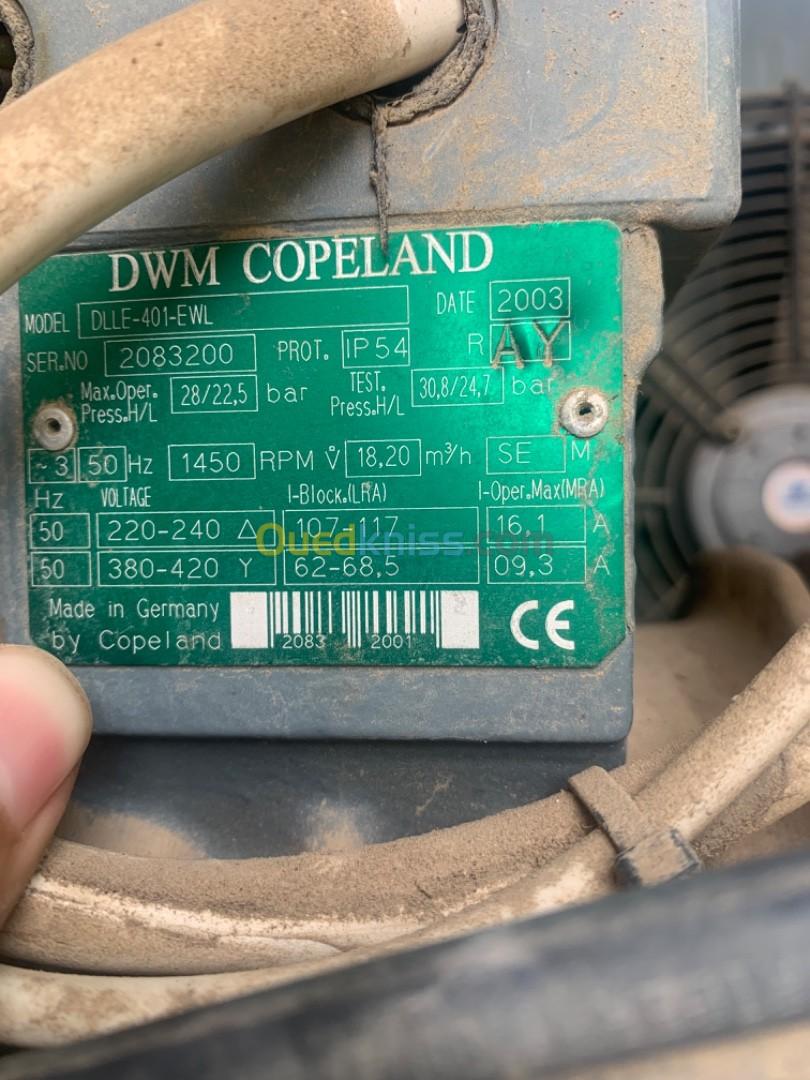 DWM COPELAND
MODEL DLLE-401-EWL DATE 2003
SER.NO 2083200 PROT. IP54 R AY
Max.Oper. Press.H/L 28/22,5 bar TEST. Press.H/L 30,8/24,7 bar
~3 50 Hz 1450 RPM V̊ 18,20 m³/h SE M
Hz VOLTAGE I-Block.(LRA) I-Oper.Max(MRA)
50 220-240 Δ 107-117 16,1 A
50 380-420 Y 62-68,5 09,3 A
Ouedkniss.com
Made in Germany
by Copeland 2083 2001 CE